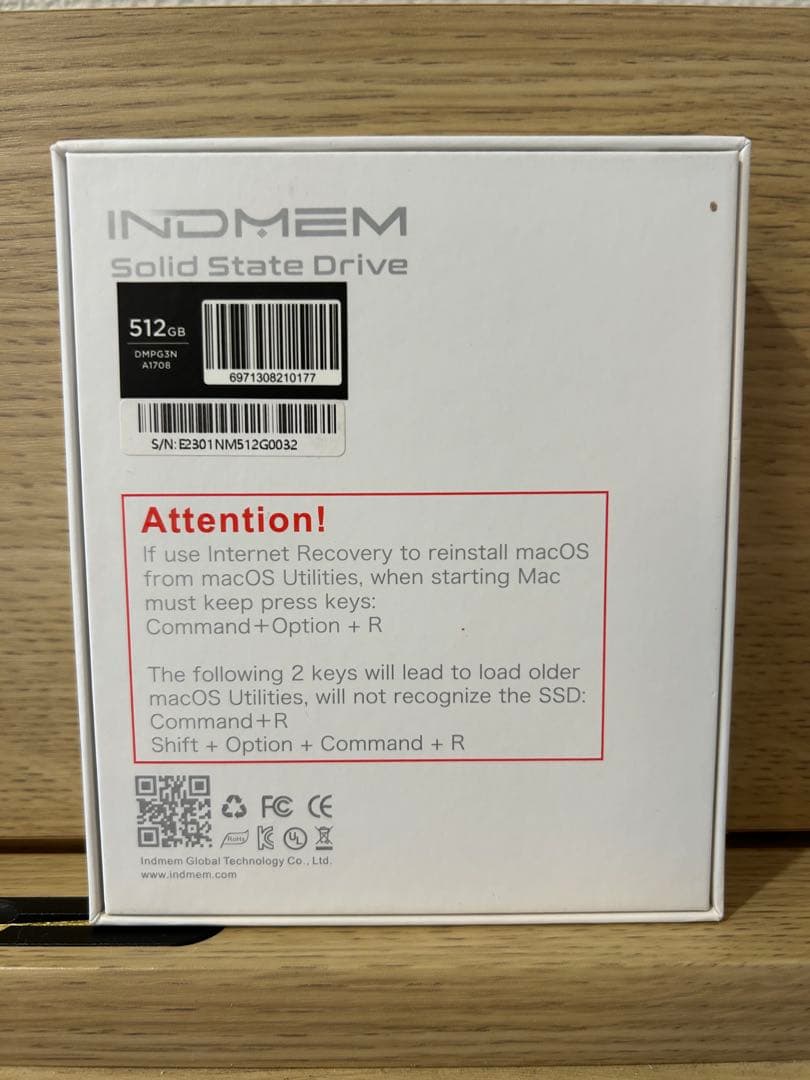 INDMEM
Solid State Drive
512GB
DMPG3N
A1708
6971308210177
S/N: E2301NM512G0032
Attention!
If use Internet Recovery to reinstall macOS
from macOS Utilities, when starting Mac
must keep press keys:
Command+Option + R
The following 2 keys will lead to load older
macOS Utilities, will not recognize the SSD:
Command+R
Shift + Option + Command + R
FC CE
RoHS UL
Indmem Global Technology Co., Ltd.
www.indmem.com